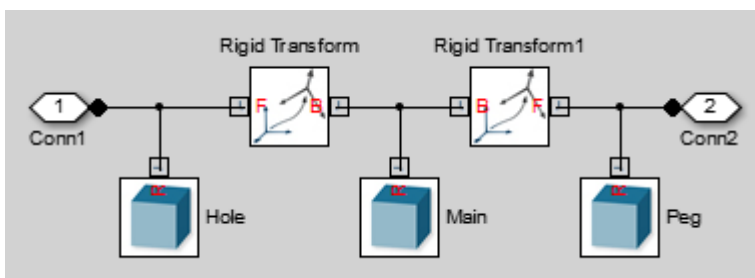 Rigid Transform Rigid Transform1
1 F B B F 2
Conn1 Conn2
R R R
Hole Main Peg